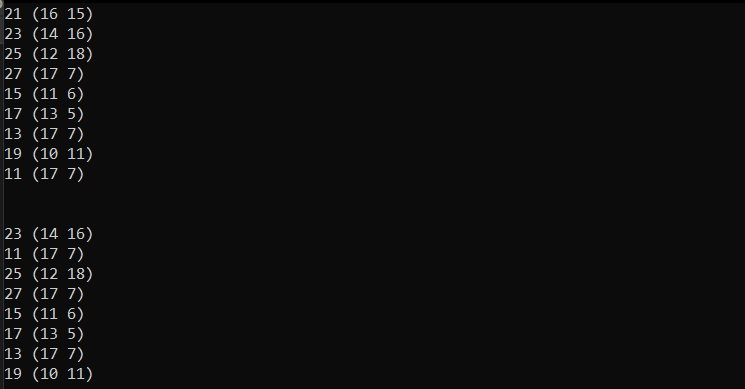 21 (16 15)
23 (14 16)
25 (12 18)
27 (17 7)
15 (11 6)
17 (13 5)
13 (17 7)
19 (10 11)
11 (17 7)
23 (14 16)
11 (17 7)
25 (12 18)
27 (17 7)
15 (11 6)
17 (13 5)
13 (17 7)
19 (10 11)